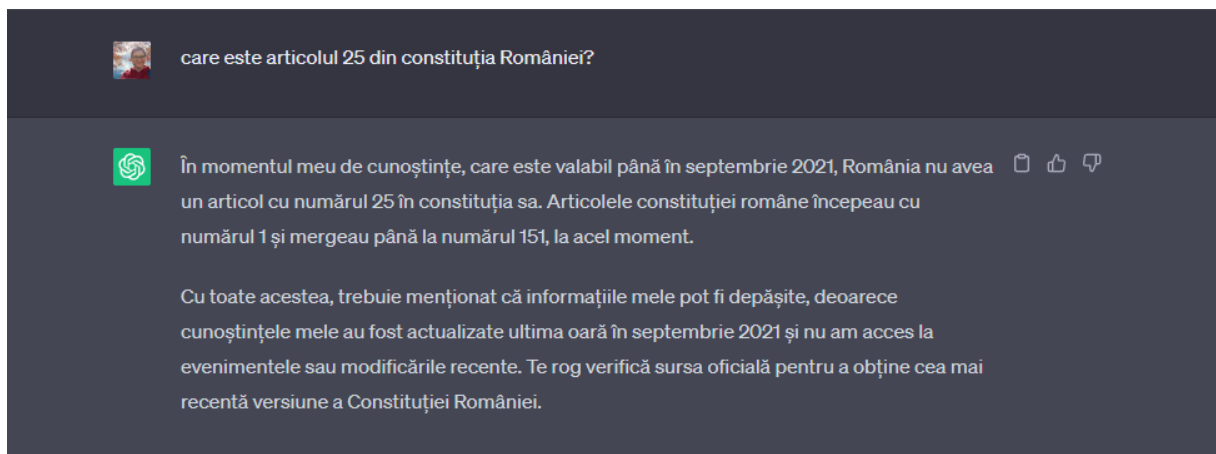 care este articolul 25 din constituția României?
În momentul meu de cunoștințe, care este valabil până în septembrie 2021, România nu avea
un articol cu numărul 25 în constituția sa. Articolele constituției române începeau cu
numărul 1 și mergeau până la numărul 151, la acel moment.
Cu toate acestea, trebuie menționat că informațiile mele pot fi depășite, deoarece
cunoștințele mele au fost actualizate ultima oară în septembrie 2021 și nu am acces la
evenimentele sau modificările recente. Te rog verifică sursa oficială pentru a obține cea mai
recentă versiune a Constituției României.